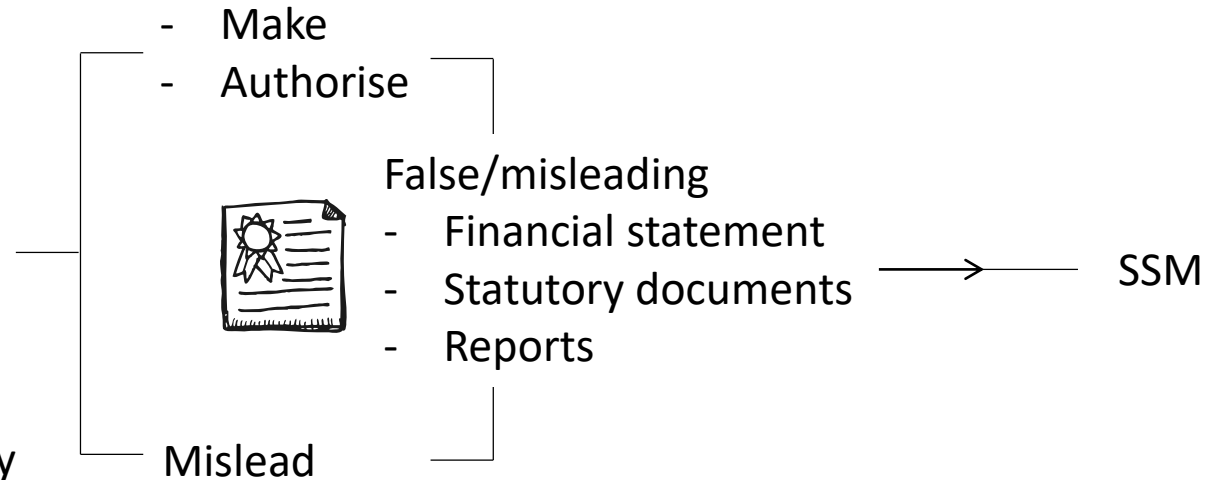 - Make
- Authorise
False/misleading
- Financial statement
- Statutory documents
- Reports
SSM
y
Mislead